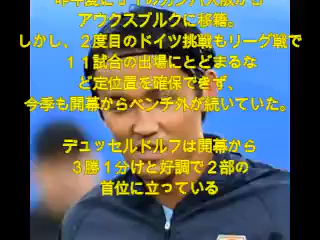 アウクスブルクに移籍。
しかし、２度目のドイツ挑戦もリーグ戦で
１１試合の出場にとどまるな
ど定位置を確保できず、
今季も開幕からベンチ外が続いていた。
デュッセルドルフは開幕から
３勝１分けと好調で２部の
首位に立っている